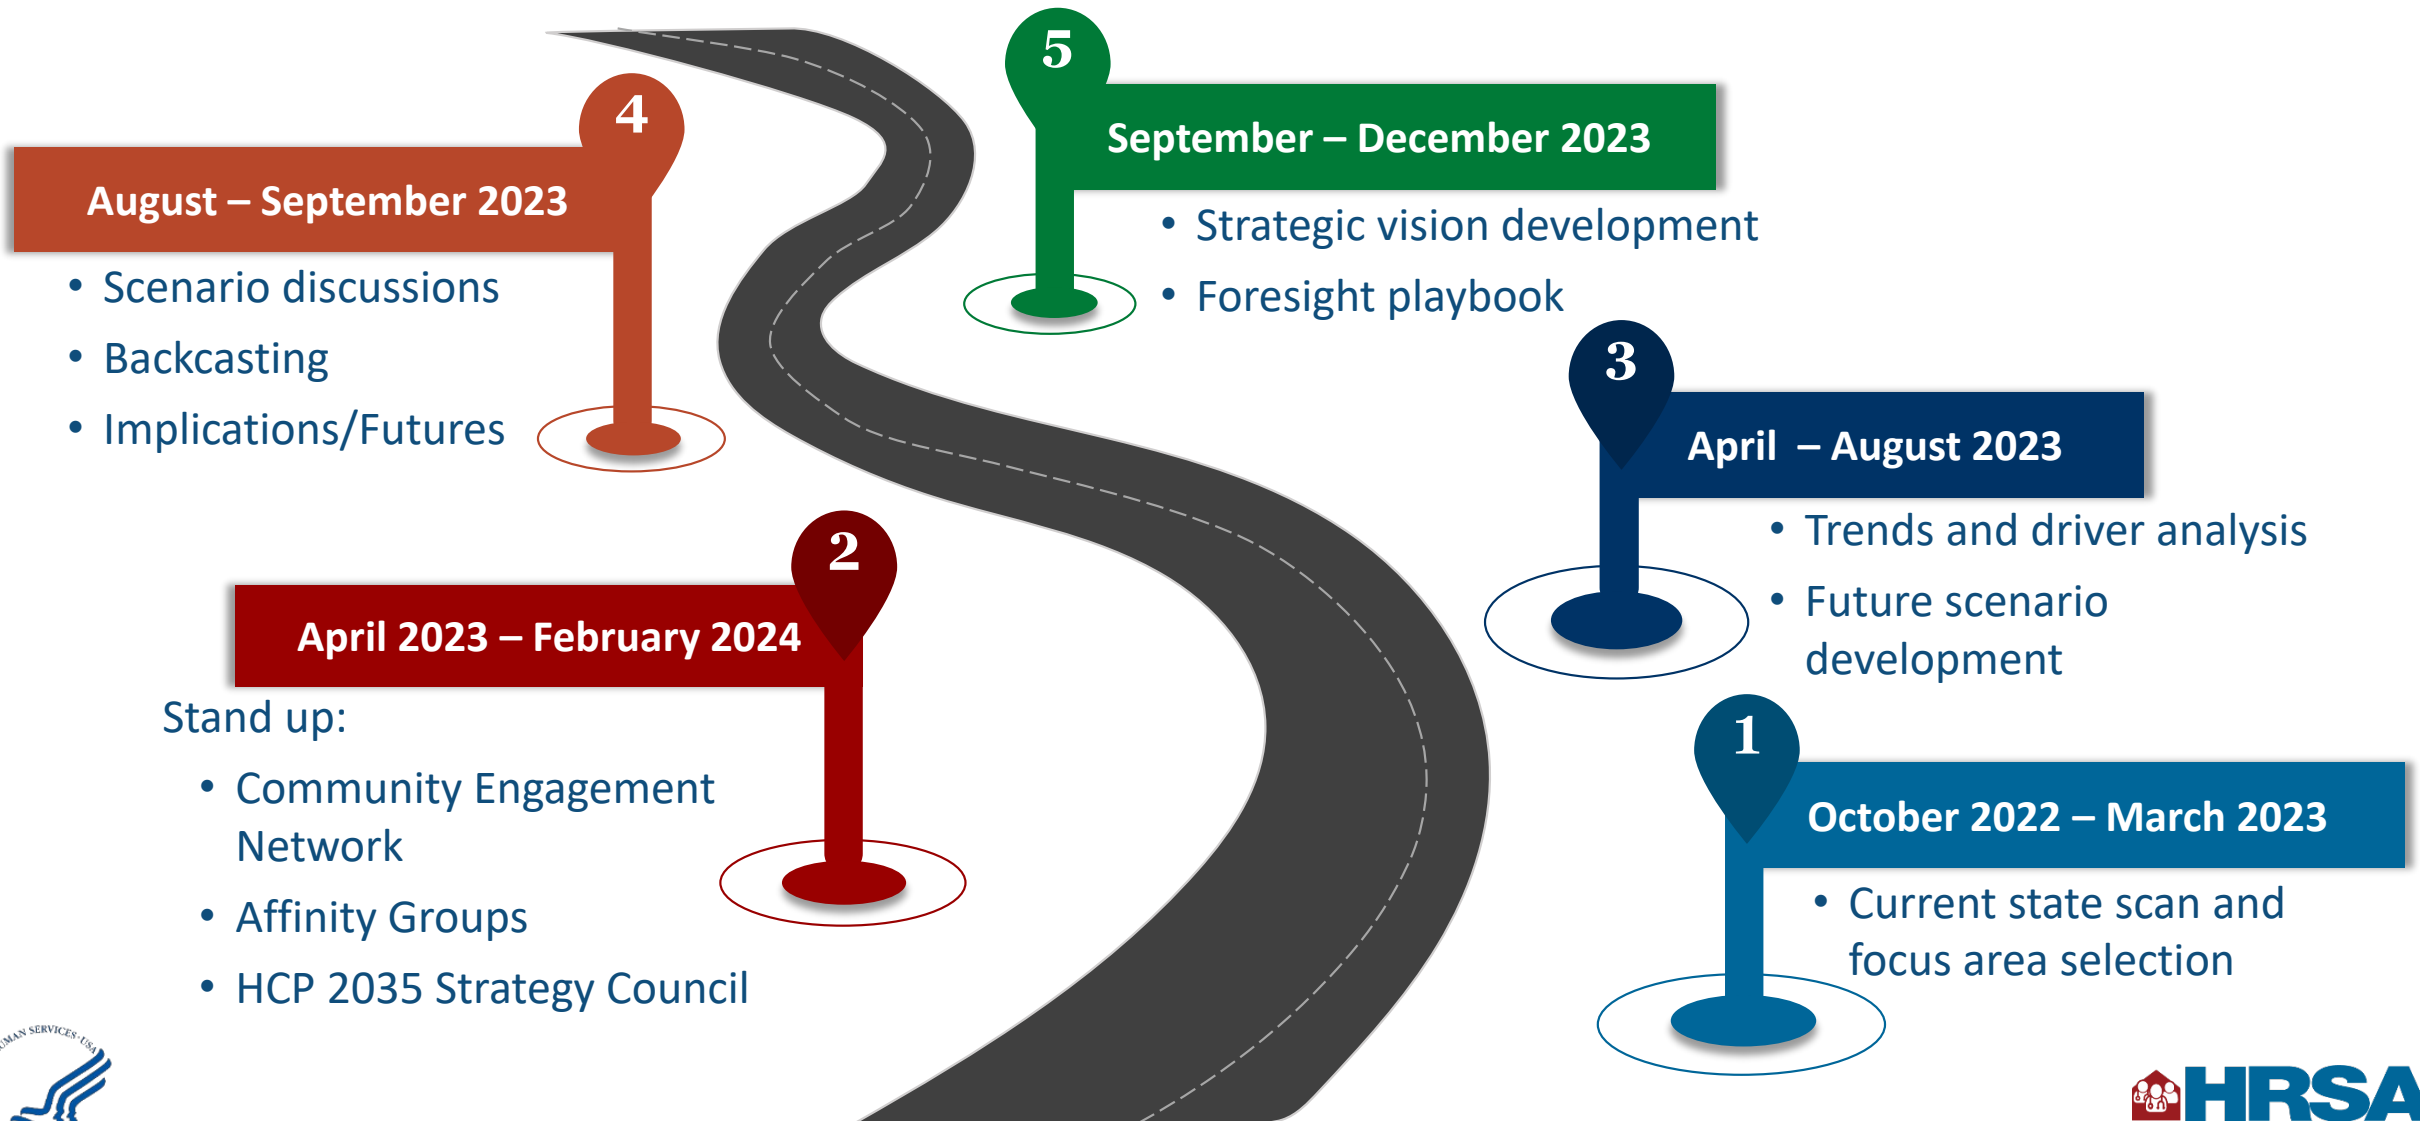 5
September – December 2023
• Strategic vision development
• Foresight playbook
4
August – September 2023
• Scenario discussions
• Backcasting
• Implications/Futures
3
April – August 2023
• Trends and driver analysis
• Future scenario
development
2
April 2023 – February 2024
Stand up:
• Community Engagement
Network
• Affinity Groups
• HCP 2035 Strategy Council
1
October 2022 – March 2023
• Current state scan and
focus area selection
SERVICES·USA
HRSA